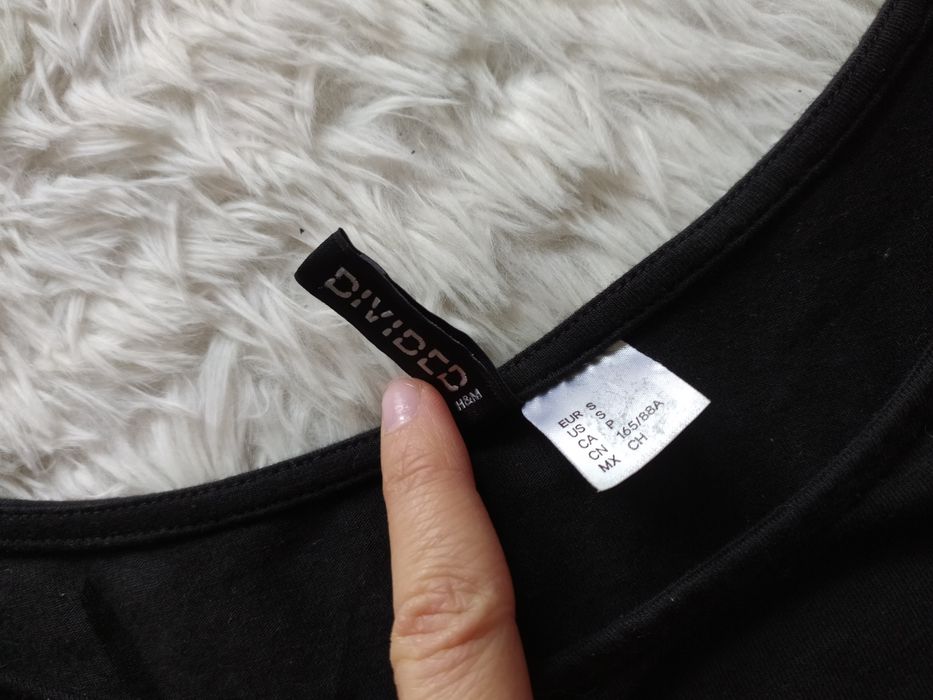 DIVIDED
H&M
EUR S
US S
CA P
CN 165/88A
MX CH